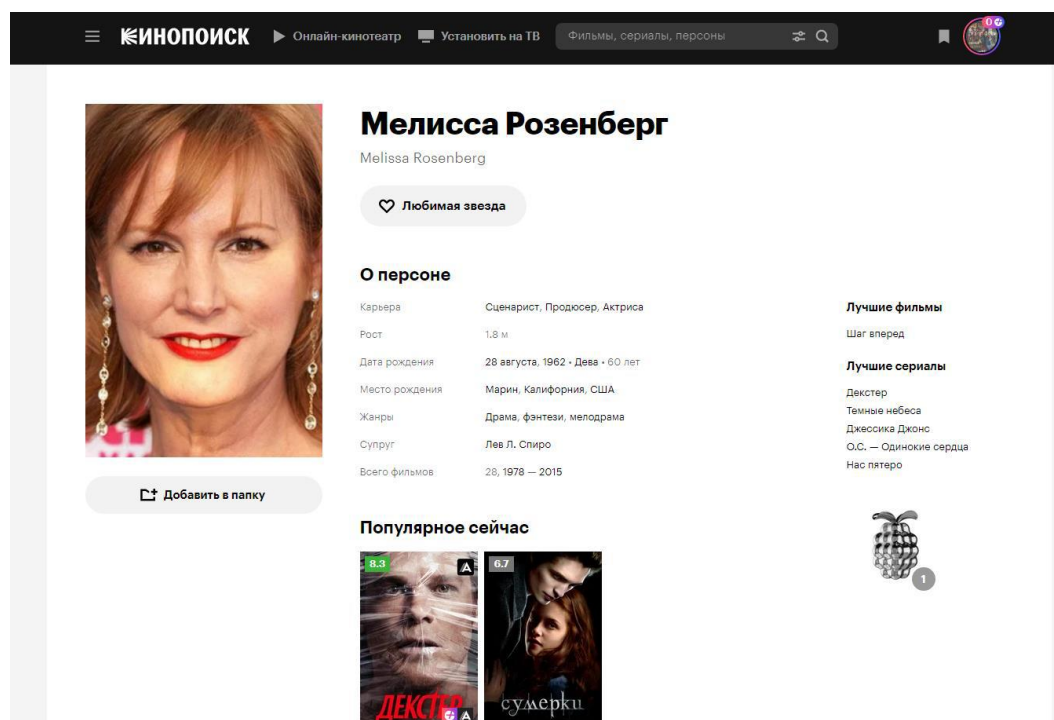 КИНОПОИСК
Онлайн-кинотеатр
Установить на ТВ
Фильмы, сериалы, персоны
0
Мелисса Розенберг
Melissa Rosenberg
Любимая звезда
О персоне
Карьера Сценарист, Продюсер, Актриса
Рост 1.8 м
Дата рождения 28 августа, 1962 • Дева • 60 лет
Место рождения Марин, Калифорния, США
Жанры Драма, фэнтези, мелодрама
Супруг Лев Л. Спиро
Всего фильмов 28, 1978 — 2015
Лучшие фильмы
Шаг вперед
Лучшие сериалы
Декстер
Темные небеса
Джессика Джонс
О.С. — Одинокие сердца
Нас пятеро
1
Добавить в папку
Популярное сейчас
8.3
A
ДЕКСТЕР
A
6.7
сумерки